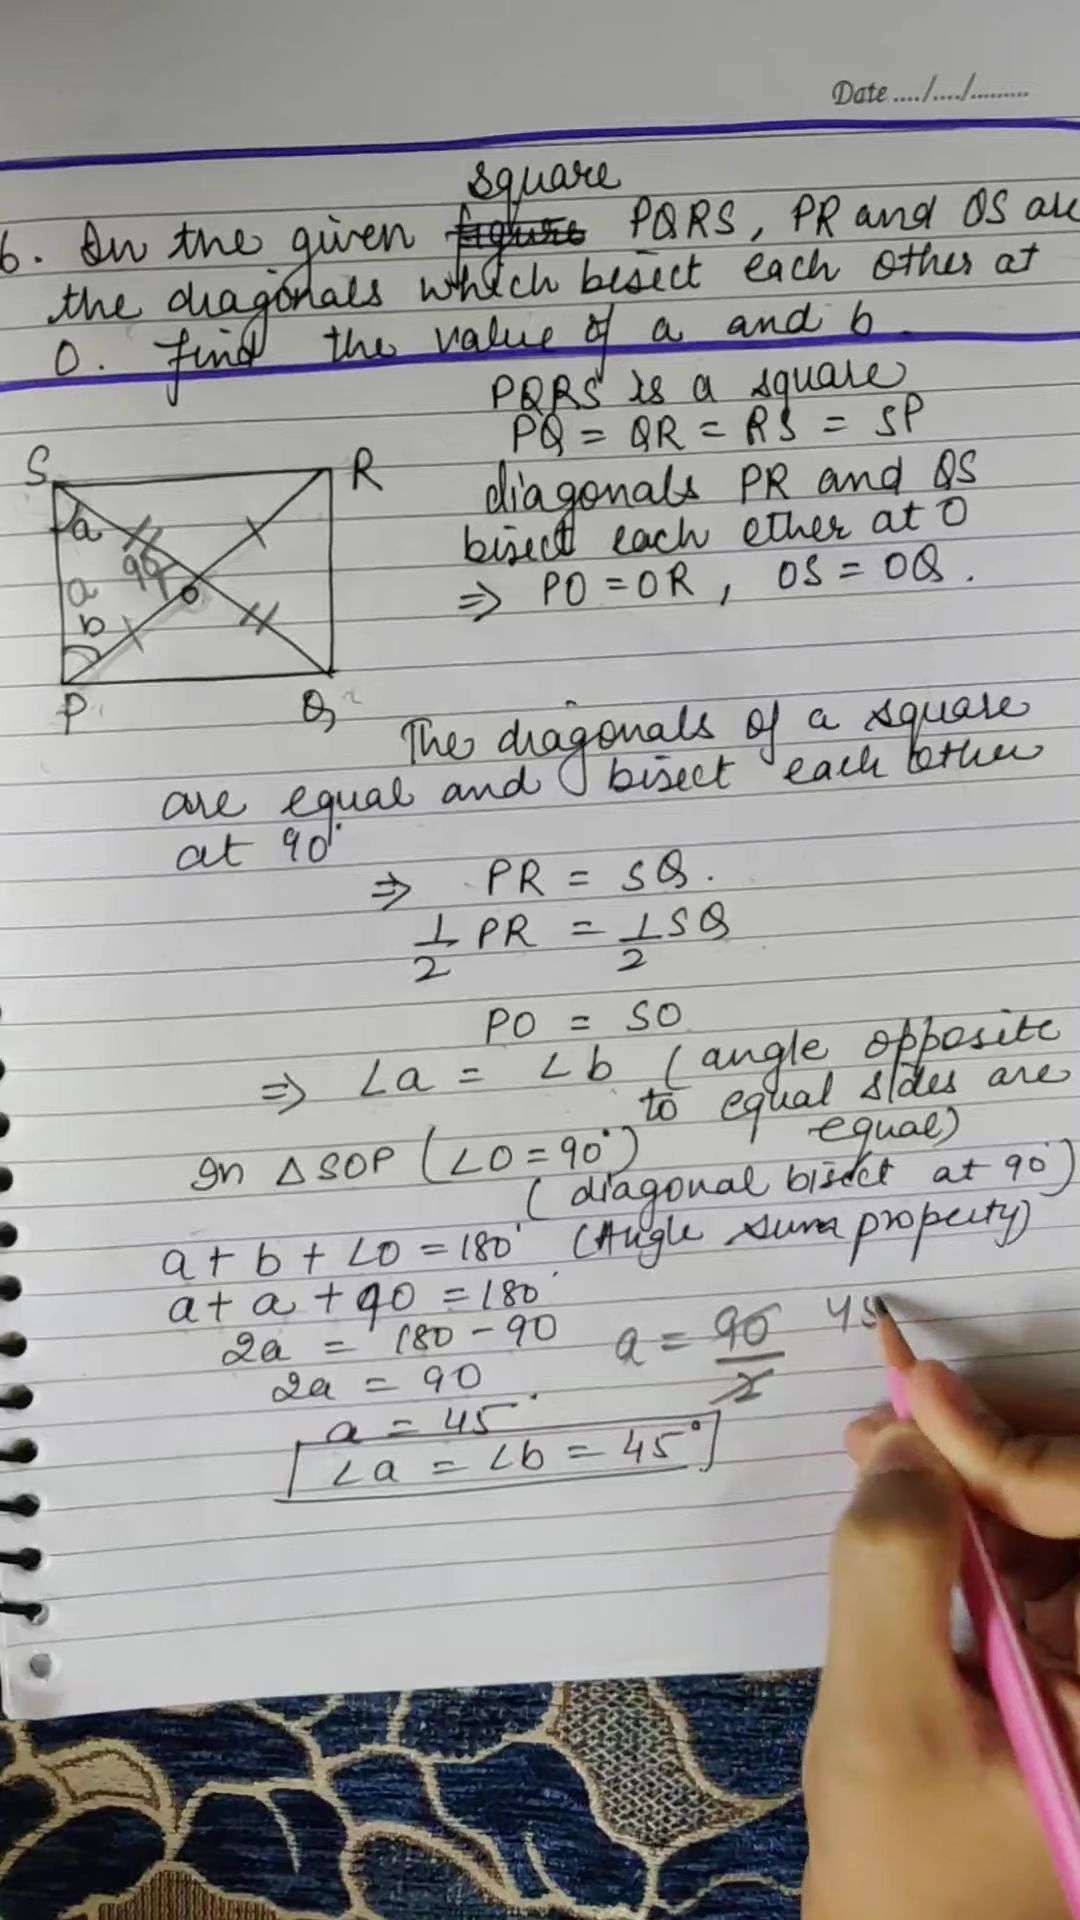 Date ..../..../.........
square
6. In the given figure PQRS, PR and QS are
the diagonals which bisect each other at
O. find the value of a and b.
PQRS is a square
PQ = QR = RS = SP
diagonals PR and QS
bisect each other at O
⇒ PO = OR, OS = OQ.
S R
a
90
a
O
b
P Q
The diagonals of a square
are equal and bisect each other
at 90°
⇒ PR = SQ.
1/2 PR = 1/2 SQ
PO = SO
⇒ ∠a = ∠b (angle opposite
to equal sides are
equal)
In △SOP (∠O = 90°)
(diagonal bisect at 90°)
a + b + ∠O = 180° (Angle sum property)
a + a + 90 = 180°
2a = 180 - 90
a = 90/2 45
2a = 90
a = 45°
∠a = ∠b = 45°